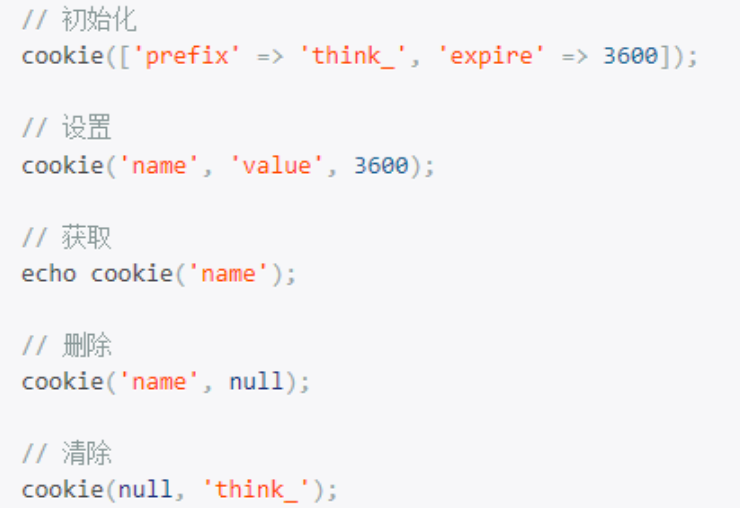 // 初始化
cookie(['prefix' => 'think_', 'expire' => 3600]);
// 设置
cookie('name', 'value', 3600);
// 获取
echo cookie('name');
// 删除
cookie('name', null);
// 清除
cookie(null, 'think_');